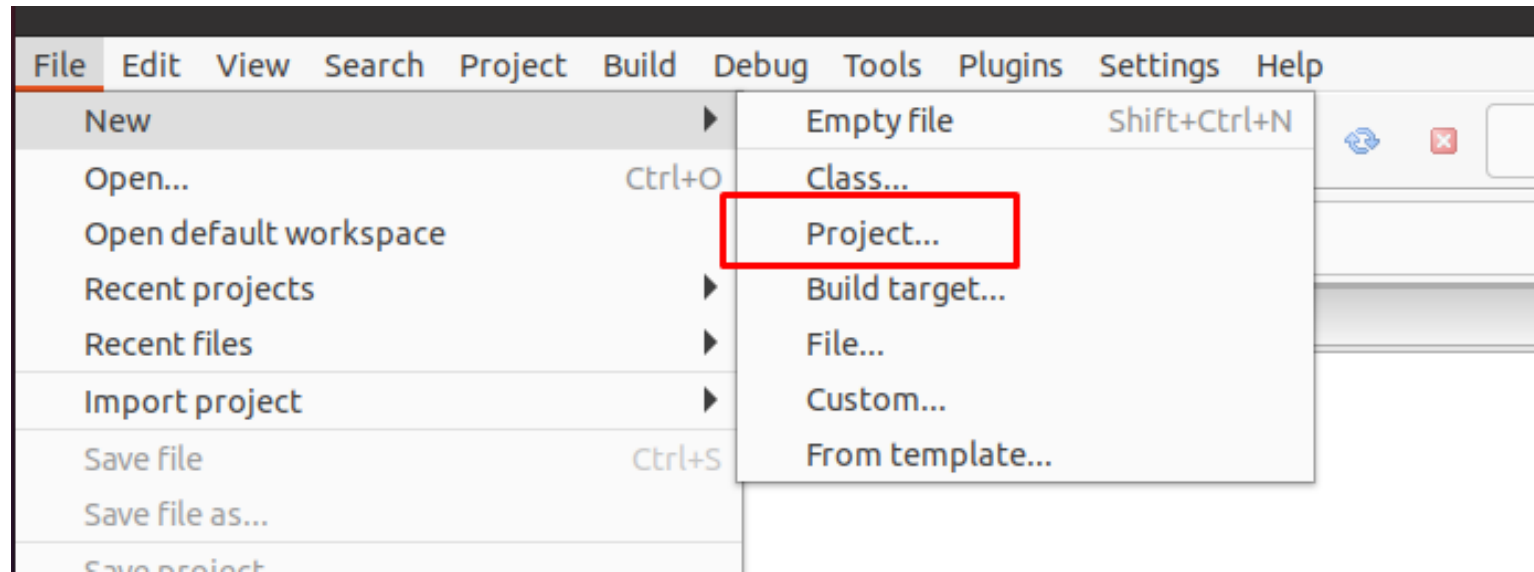 File Edit View Search Project Build Debug Tools Plugins Settings Help
New
Open... Ctrl+O
Open default workspace
Recent projects
Recent files
Import project
Save file Ctrl+S
Save file as...
Save project
Empty file Shift+Ctrl+N
Class...
Project...
Build target...
File...
Custom...
From template...